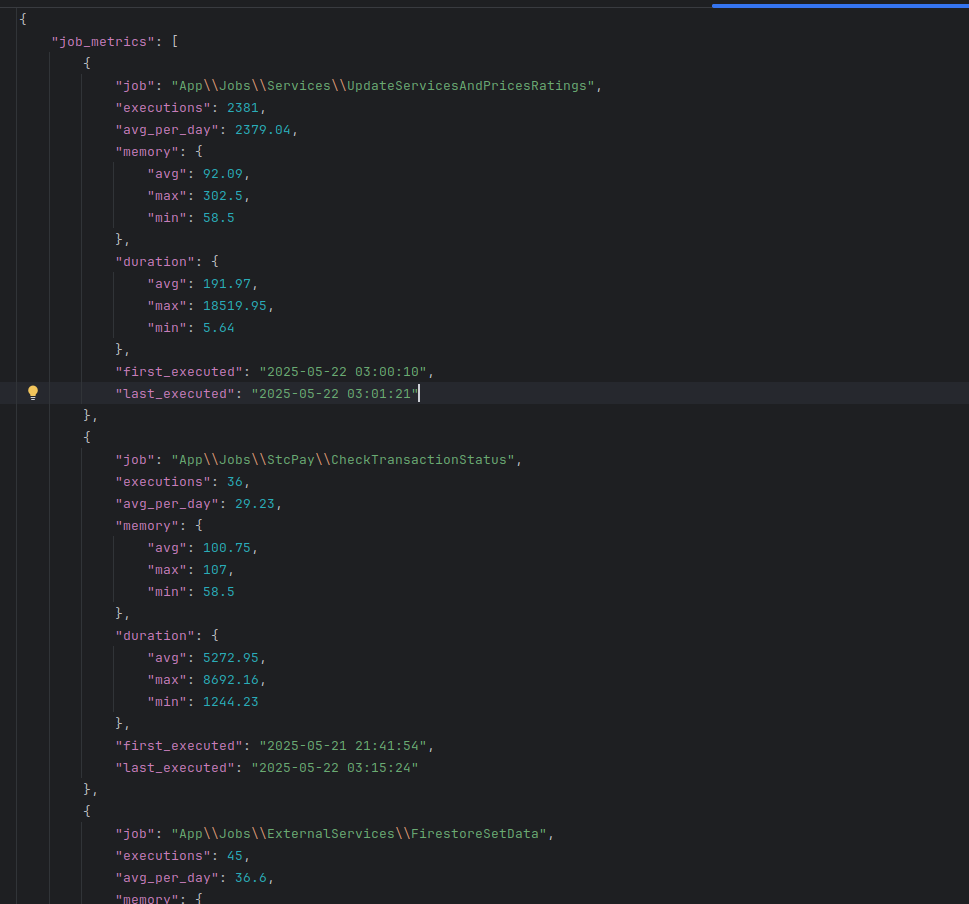 {
    "job_metrics": [
        {
            "job": "App\\Jobs\\Services\\UpdateServicesAndPricesRatings",
            "executions": 2381,
            "avg_per_day": 2379.04,
            "memory": {
                "avg": 92.09,
                "max": 302.5,
                "min": 58.5
            },
            "duration": {
                "avg": 191.97,
                "max": 18519.95,
                "min": 5.64
            },
            "first_executed": "2025-05-22 03:00:10",
            "last_executed": "2025-05-22 03:01:21"
        },
        {
            "job": "App\\Jobs\\StcPay\\CheckTransactionStatus",
            "executions": 36,
            "avg_per_day": 29.23,
            "memory": {
                "avg": 100.75,
                "max": 107,
                "min": 58.5
            },
            "duration": {
                "avg": 5272.95,
                "max": 8692.16,
                "min": 1244.23
            },
            "first_executed": "2025-05-21 21:41:54",
            "last_executed": "2025-05-22 03:15:24"
        },
        {
            "job": "App\\Jobs\\ExternalServices\\FirestoreSetData",
            "executions": 45,
            "avg_per_day": 36.6,
            "memory": {